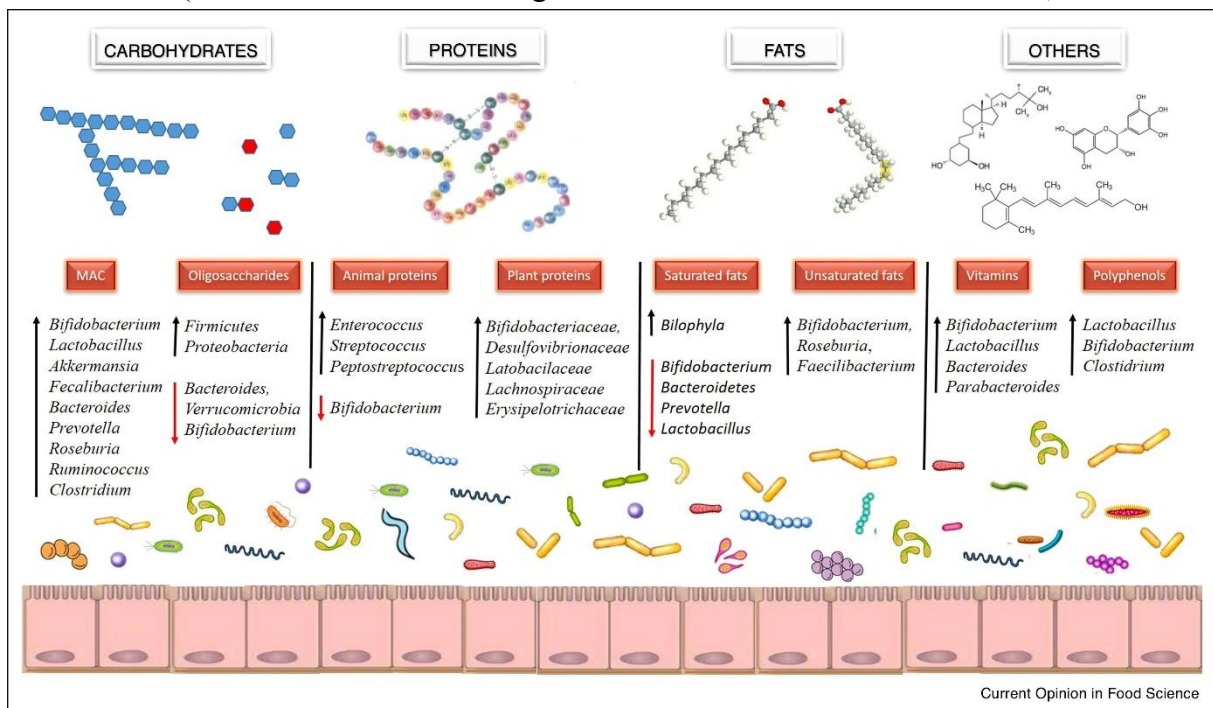 CARBOHYDRATES
PROTEINS
FATS
OTHERS
OH
OH
HO
O
OH
OH
OH
HO
OH
H₃C CH₃ CH₃ CH₃
OH
CH₃
MAC
Oligosaccharides
Animal proteins
Plant proteins
Saturated fats
Unsaturated fats
Vitamins
Polyphenols
Bifidobacterium
Lactobacillus
Akkermansia
Fecalibacterium
Bacteroides
Prevotella
Roseburia
Ruminococcus
Clostridium
Firmicutes
Proteobacteria
Bacteroides,
Verrucomicrobia
Bifidobacterium
Enterococcus
Streptococcus
Peptostreptococcus
Bifidobacterium
Bifidobacteriaceae,
Desulfovibrionaceae
Latobacilaceae
Lachnospiraceae
Erysipelotrichaceae
Bilophyla
Bifidobacterium
Bacteroidetes
Prevotella
Lactobacillus
Bifidobacterium,
Roseburia,
Faecilibacterium
Bifidobacterium
Lactobacillus
Bacteroides
Parabacteroides
Lactobacillus
Bifidobacterium
Clostidium
Current Opinion in Food Science